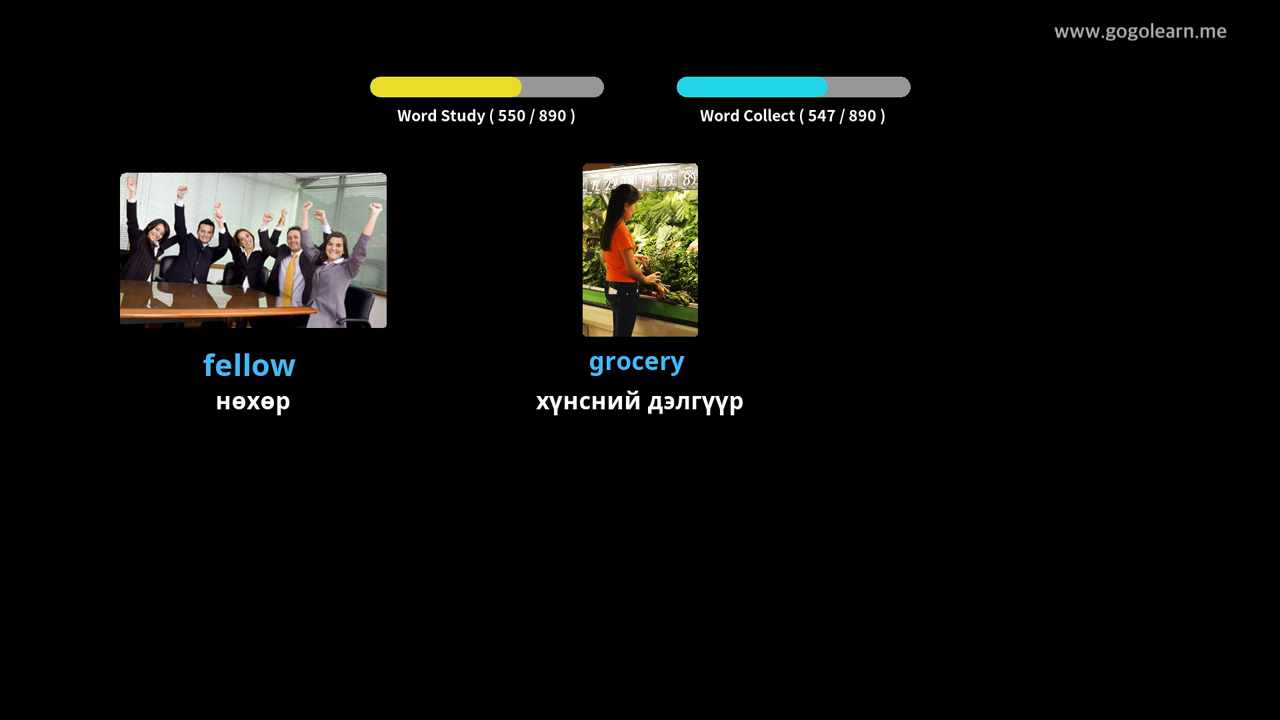 www.gogolearn.me
Word Study ( 550 / 890 )
Word Collect ( 547 / 890 )
fellow
нөхөр
grocery
хүнсний дэлгүүр